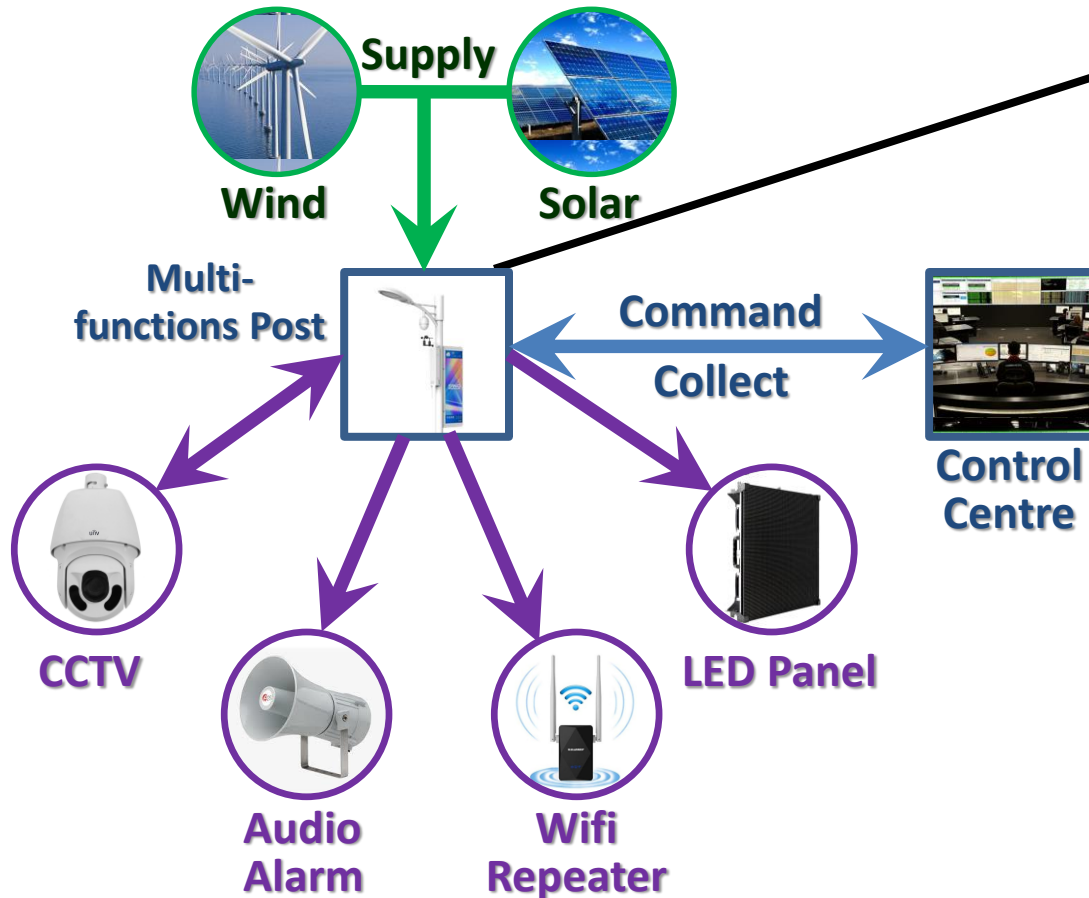 Supply
Wind
Solar
Multi-
functions Post
Command
Collect
Control
Centre
CCTV
LED Panel
Audio
Alarm
Wifi
Repeater